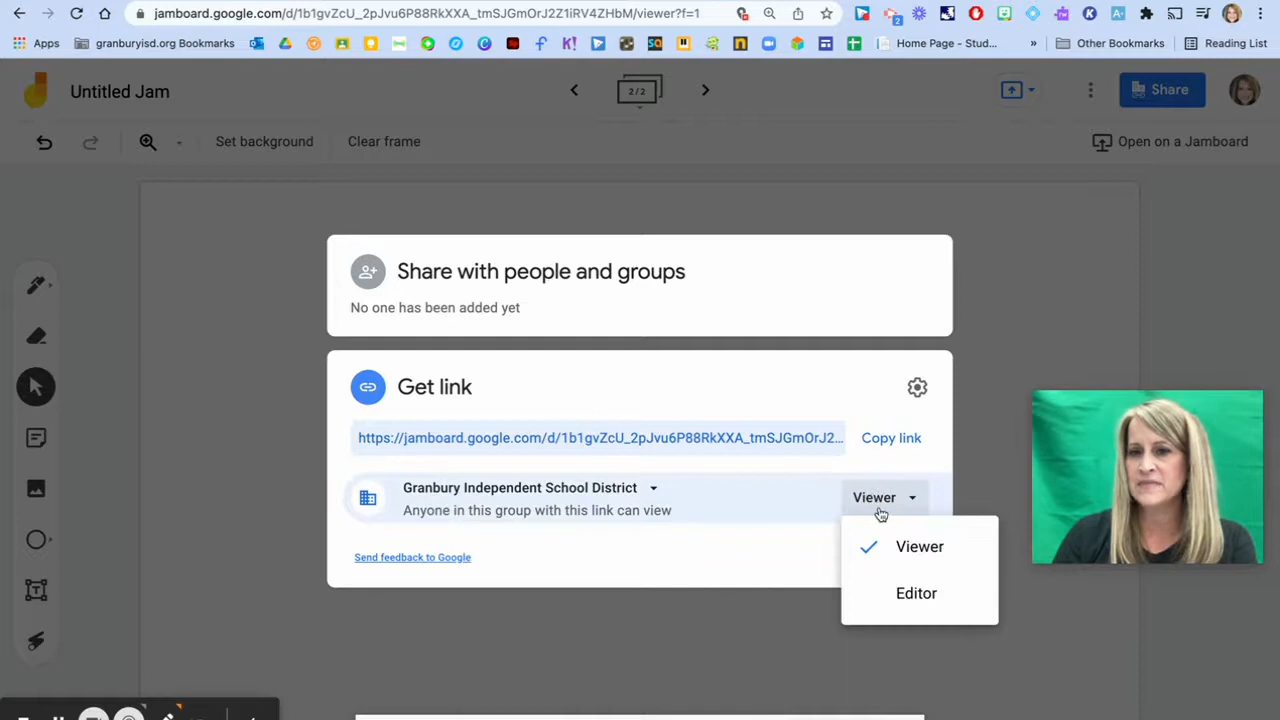 jamboard.google.com/d/1b1gvZcU_2pJvu6P88RkXXA_tmSJGmOrJ2Z1iRV4ZHbM/viewer?f=1
2
Apps
granburyisd.org Bookmarks
K!
SQ
Home Page - Stud...
»
Other Bookmarks
Reading List
Untitled Jam
2/2
Share
Set background
Clear frame
Open on a Jamboard
Share with people and groups
No one has been added yet
Get link
https://jamboard.google.com/d/1b1gvZcU_2pJvu6P88RkXXA_tmSJGmOrJ2...
Copy link
Granbury Independent School District
Viewer
Anyone in this group with this link can view
Viewer
Send feedback to Google
Editor